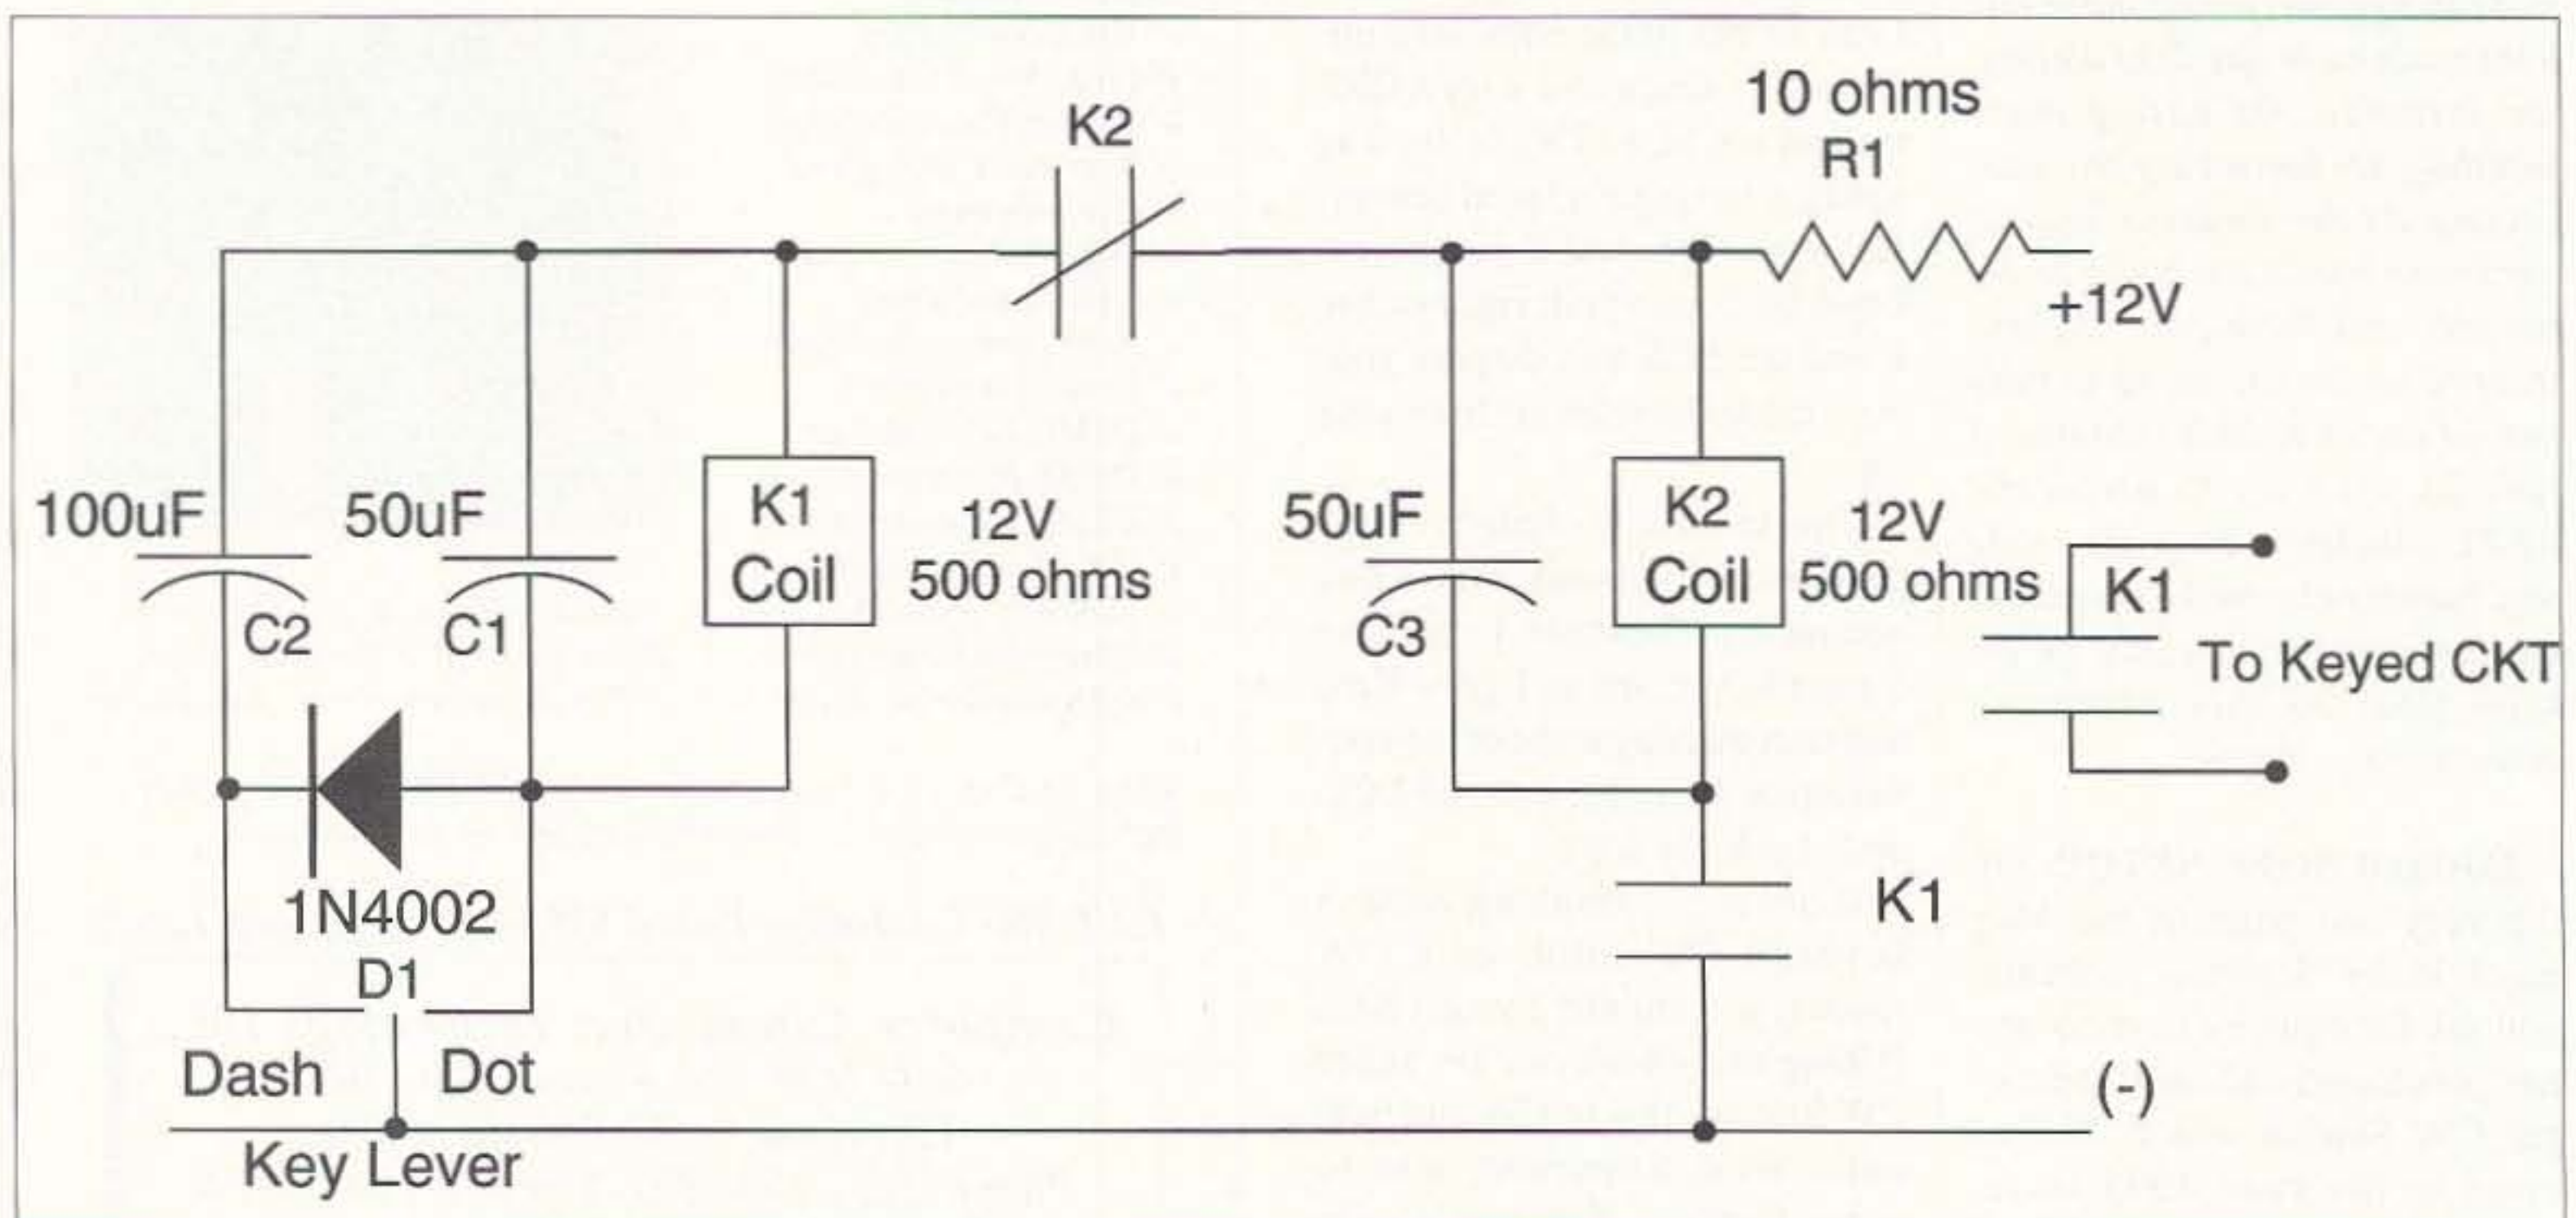 K2
10 ohms
R1
+12V
100uF
50uF
K1
Coil
12V
500 ohms
50uF
K2
Coil
12V
500 ohms
C2
C1
C3
K1
To Keyed CKT
1N4002
D1
K1
Dash
Dot
(-)
Key Lever